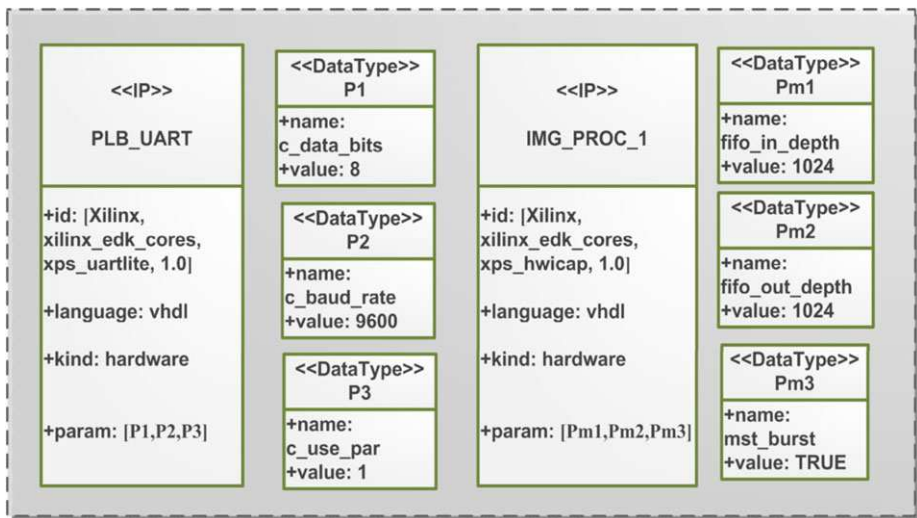 <<IP>>
PLB_UART
+id: [Xilinx,
xilinx_edk_cores,
xps_uartlite, 1.0]
+language: vhdl
+kind: hardware
+param: [P1,P2,P3]
<<DataType>>
P1
+name:
c_data_bits
+value: 8
<<DataType>>
P2
+name:
c_baud_rate
+value: 9600
<<DataType>>
P3
+name:
c_use_par
+value: 1
<<IP>>
IMG_PROC_1
+id: [Xilinx,
xilinx_edk_cores,
xps_hwicap, 1.0]
+language: vhdl
+kind: hardware
+param: [Pm1,Pm2,Pm3]
<<DataType>>
Pm1
+name:
fifo_in_depth
+value: 1024
<<DataType>>
Pm2
+name:
fifo_out_depth
+value: 1024
<<DataType>>
Pm3
+name:
mst_burst
+value: TRUE